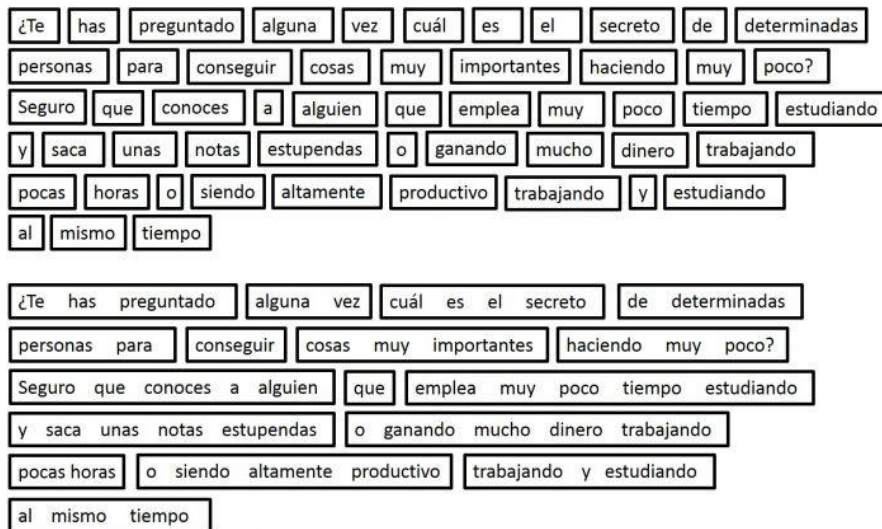 ¿Te has preguntado alguna vez cuál es el secreto de determinadas
personas para conseguir cosas muy importantes haciendo muy poco?
Seguro que conoces a alguien que emplea muy poco tiempo estudiando
y saca unas notas estupendas o ganando mucho dinero trabajando
pocas horas o siendo altamente productivo trabajando y estudiando
al mismo tiempo
¿Te has preguntado alguna vez cuál es el secreto de determinadas
personas para conseguir cosas muy importantes haciendo muy poco?
Seguro que conoces a alguien que emplea muy poco tiempo estudiando
y saca unas notas estupendas o ganando mucho dinero trabajando
pocas horas o siendo altamente productivo trabajando y estudiando
al mismo tiempo